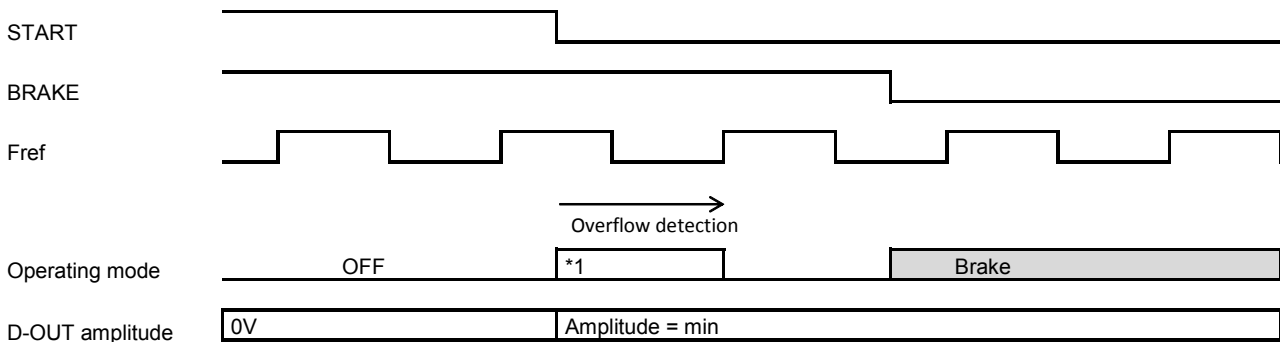 START
BRAKE
Fref
Overflow detection
Operating mode OFF *1 Brake
D-OUT amplitude 0V Amplitude = min